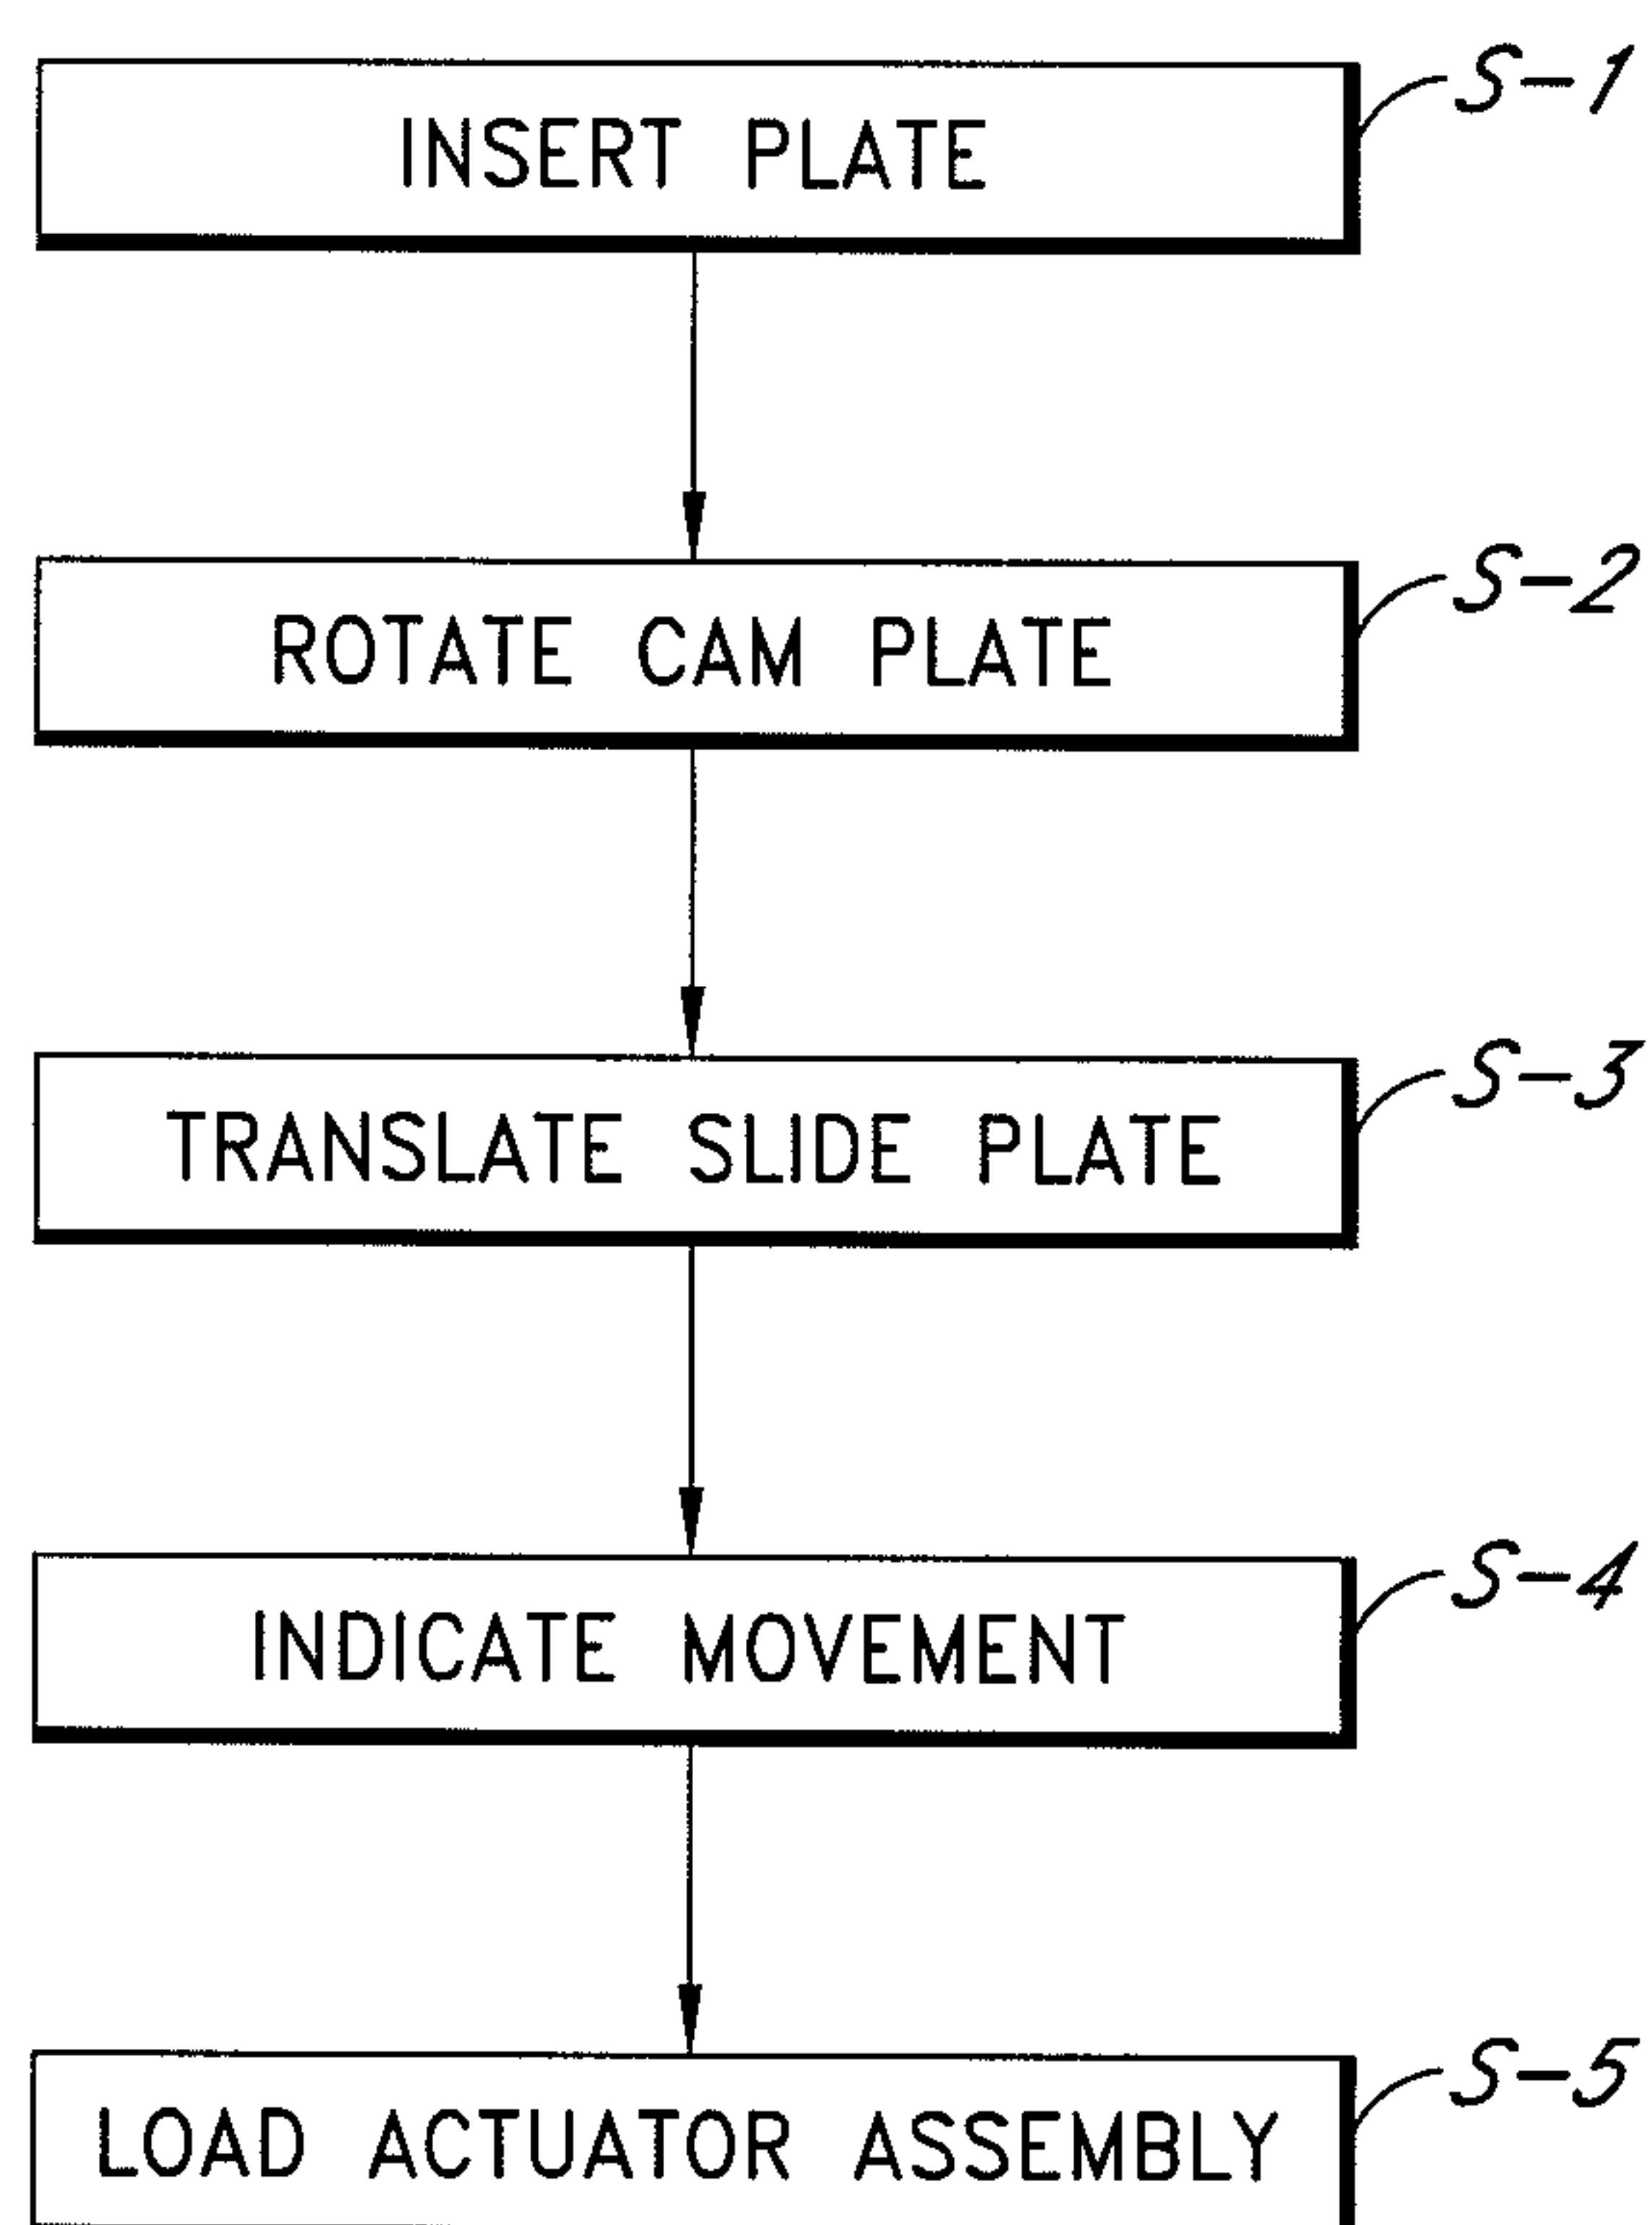 INSERT PLATE
S-1
ROTATE CAM PLATE
S-2
TRANSLATE SLIDE PLATE
S-3
INDICATE MOVEMENT
S-4
LOAD ACTUATOR ASSEMBLY
S-5